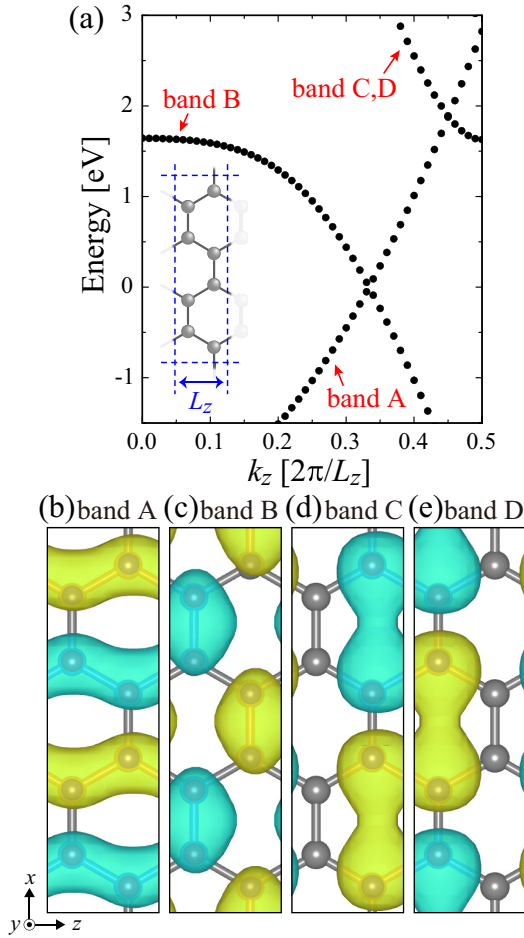 (a)
3
2
1
0
-1
Energy [eV]
band B
band C,D
band A
L_z
0.0 0.1 0.2 0.3 0.4 0.5
k_z [2π/L_z]
(b) band A (c) band B (d) band C (e) band D
x
y z